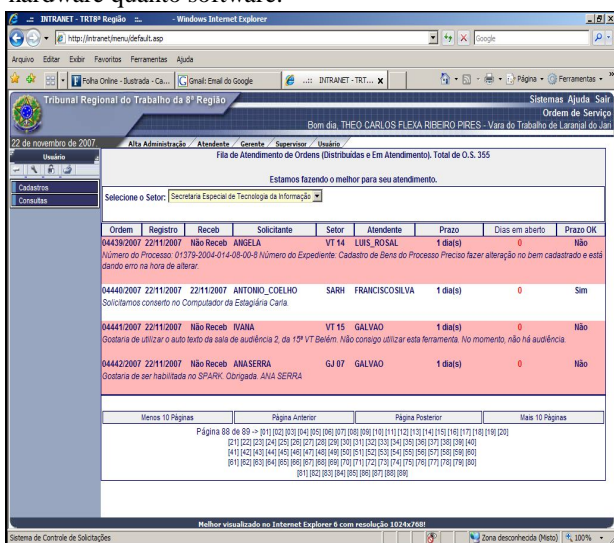 hardware quanto software.
..:: INTRANET - TRT8ª Região ::.. - Windows Internet Explorer
http://intranet/menu/default.asp
Google
Arquivo Editar Exibir Favoritos Ferramentas Ajuda
Folha Online - Ilustrada - Ca...
Gmail: Email do Google
..:: INTRANET - TRT... X
Página
Ferramentas
Tribunal Regional do Trabalho da 8ª Região
Sistemas Ajuda Sair
Ordem de Serviço
Bom dia, THEO CARLOS FLEXA RIBEIRO PIRES - Vara do Trabalho de Laranjal do Jari
22 de novembro de 2007
Alta Administração Atendente Gerente Supervisor Usuário
Usuário
Cadastros
Consultas
Fila de Atendimento de Ordens (Distribuídas e Em Atendimento). Total de O.S. 355
Estamos fazendo o melhor para seu atendimento.
Selecione o Setor: Secretaria Especial de Tecnologia da Informação
Ordem Registro Receb Solicitante Setor Atendente Prazo Dias em aberto Prazo OK
04439/2007 22/11/2007 Não Receb ANGELA VT 14 LUIS_ROSAL 1 dia(s) 0 Não
Número do Processo: 01379-2004-014-08-00-8 Número do Expediente: Cadastro de Bens do Processo Preciso fazer alteração no bem cadastrado e está
dando erro na hora de alterar.
04440/2007 22/11/2007 22/11/2007 ANTONIO_COELHO SARH FRANCISCOSILVA 1 dia(s) 0 Sim
Solicitamos conserto no Computador da Estagiária Carla.
04441/2007 22/11/2007 Não Receb IVANA VT 15 GALVAO 1 dia(s) 0 Não
Gostaria de utilizar o auto texto da sala de audiência 2, da 15ª VT Belém. Não consigo utilizar esta ferramenta. No momento, não há audiência.
04442/2007 22/11/2007 Não Receb ANASERRA GJ 07 GALVAO 1 dia(s) 0 Não
Gostaria de ser habilitada no SPARK. Obrigada. ANA SERRA
Menos 10 Páginas Página Anterior Página Posterior Mais 10 Páginas
Página 88 de 89 -> [01] [02] [03] [04] [05] [06] [07] [08] [09] [10] [11] [12] [13] [14] [15] [16] [17] [18] [19] [20]
[21] [22] [23] [24] [25] [26] [27] [28] [29] [30] [31] [32] [33] [34] [35] [36] [37] [38] [39] [40]
[41] [42] [43] [44] [45] [46] [47] [48] [49] [50] [51] [52] [53] [54] [55] [56] [57] [58] [59] [60]
[61] [62] [63] [64] [65] [66] [67] [68] [69] [70] [71] [72] [73] [74] [75] [76] [77] [78] [79] [80]
[81] [82] [83] [84] [85] [86] [87] [88] [89]
Melhor visualizado no Internet Explorer 6 com resolução 1024x768!
Sistema de Controle de Solicitações
Zona desconhecida (Misto)
100%